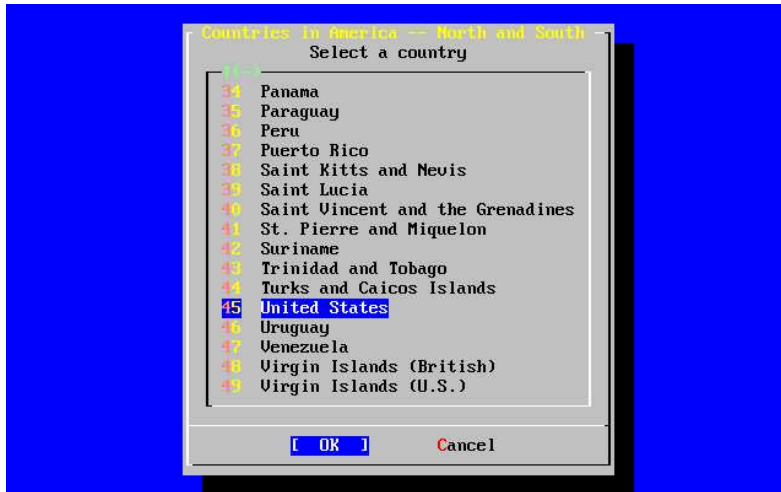 Countries in America -- North and South
Select a country
↑(-)
34 Panama
35 Paraguay
36 Peru
37 Puerto Rico
38 Saint Kitts and Nevis
39 Saint Lucia
40 Saint Vincent and the Grenadines
41 St. Pierre and Miquelon
42 Suriname
43 Trinidad and Tobago
44 Turks and Caicos Islands
45 United States
46 Uruguay
47 Venezuela
48 Virgin Islands (British)
49 Virgin Islands (U.S.)
[ OK ] Cancel